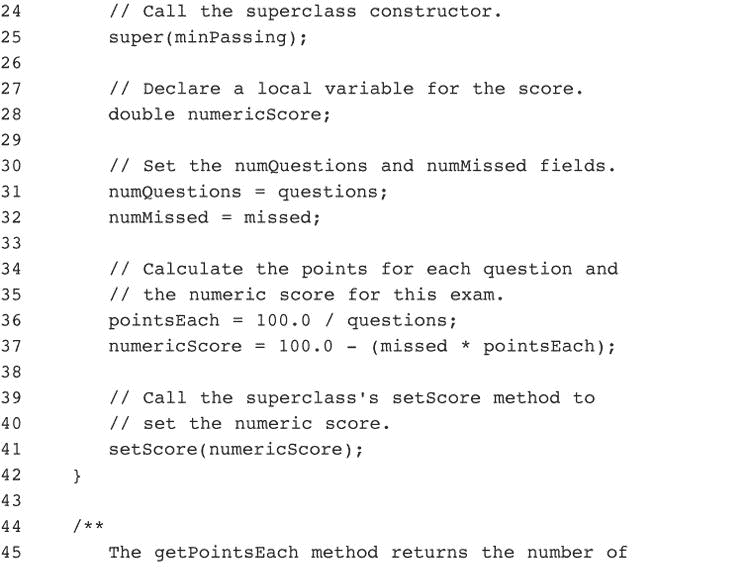 24        // Call the superclass constructor.
25        super(minPassing);
26
27        // Declare a local variable for the score.
28        double numericScore;
29
30        // Set the numQuestions and numMissed fields.
31        numQuestions = questions;
32        numMissed = missed;
33
34        // Calculate the points for each question and
35        // the numeric score for this exam.
36        pointsEach = 100.0 / questions;
37        numericScore = 100.0 - (missed * pointsEach);
38
39        // Call the superclass's setScore method to
40        // set the numeric score.
41        setScore(numericScore);
42     }
43
44     /**
45        The getPointsEach method returns the number of